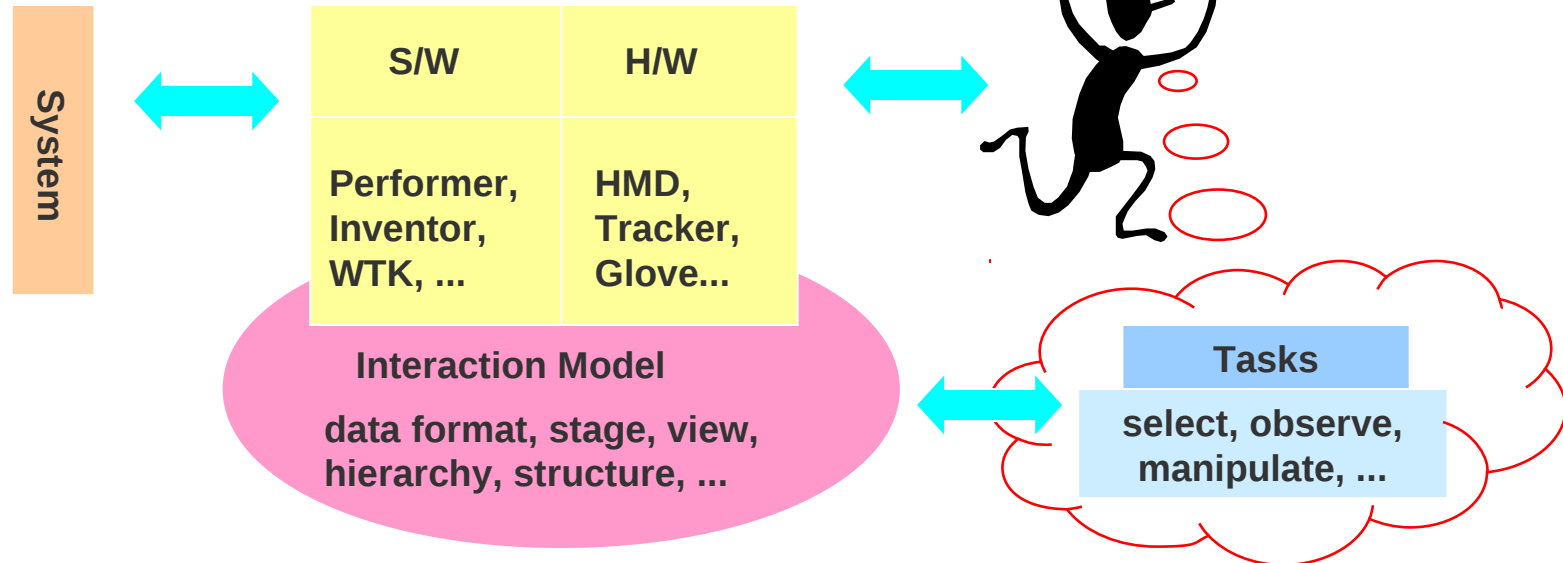 System
S/W
H/W
Performer,
Inventor,
WTK, ...
HMD,
Tracker,
Glove...
Interaction Model
data format, stage, view,
hierarchy, structure, ...
Tasks
select, observe,
manipulate, ...